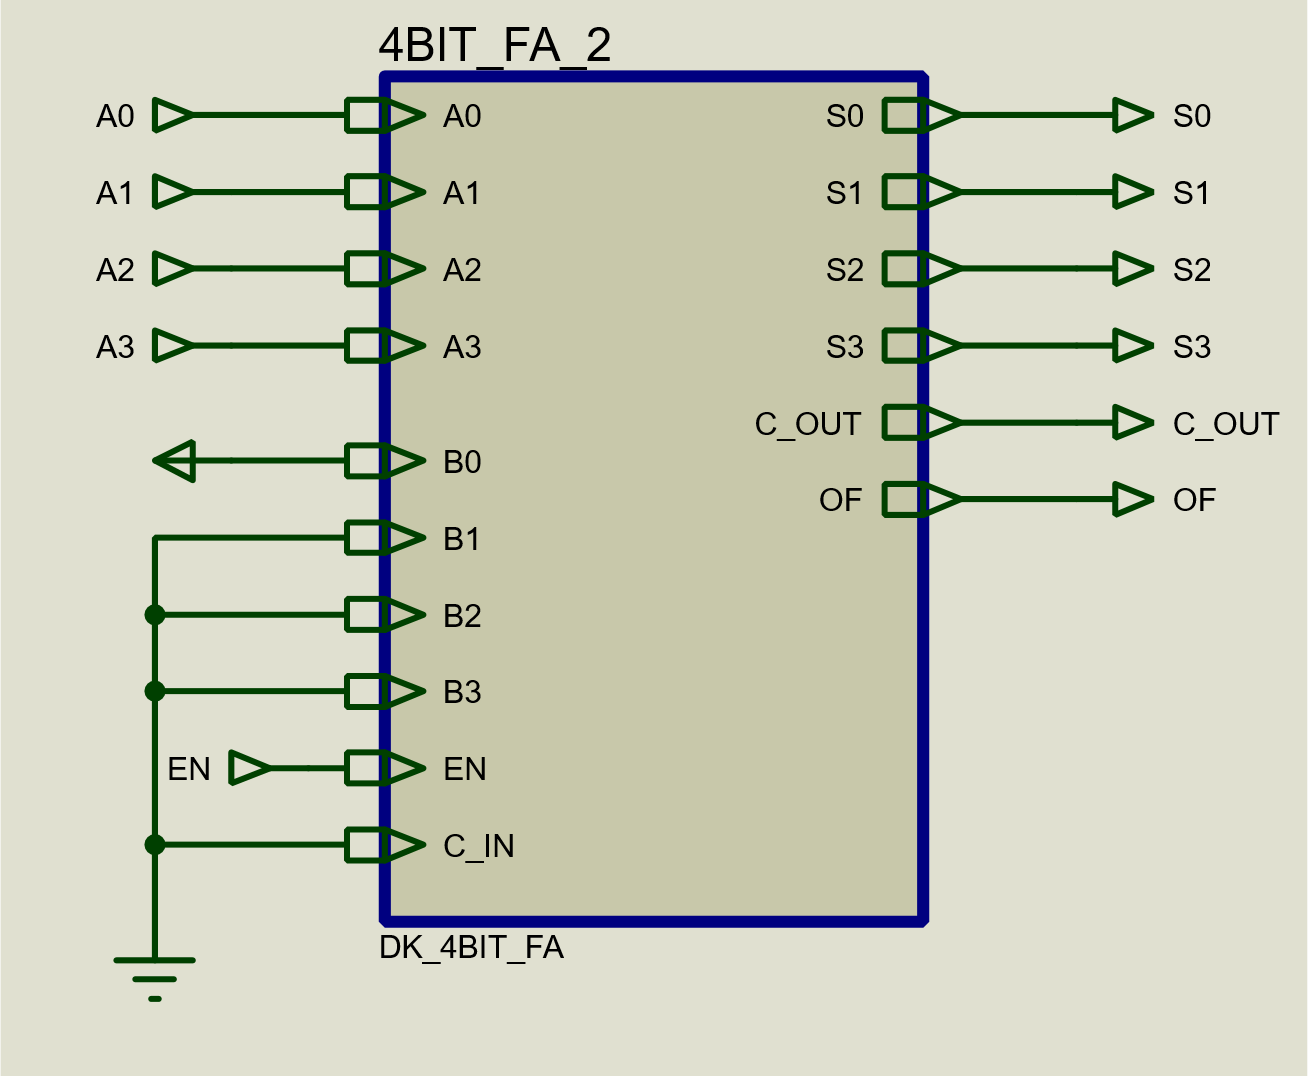 4BIT_FA_2
A0 A0 S0 S0
A1 A1 S1 S1
A2 A2 S2 S2
A3 A3 S3 S3
C_OUT C_OUT
B0
OF OF
B1
B2
B3
EN EN
C_IN
DK_4BIT_FA